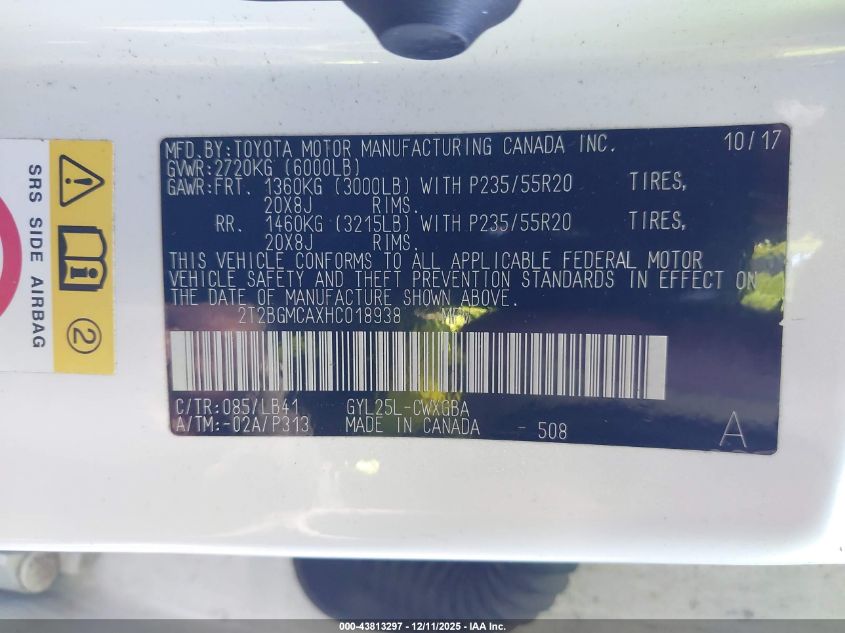 MFD.BY:TOYOTA MOTOR MANUFACTURING CANADA INC. 10/17
GVWR:2720KG (6000LB)
GAWR:FRT. 1360KG (3000LB) WITH P235/55R20 TIRES,
20X8J RIMS.
RR. 1460KG (3215LB) WITH P235/55R20 TIRES,
20X8J RIMS.
THIS VEHICLE CONFORMS TO ALL APPLICABLE FEDERAL MOTOR
VEHICLE SAFETY AND THEFT PREVENTION STANDARDS IN EFFECT ON
THE DATE OF MANUFACTURE SHOWN ABOVE.
2T2BGMCAXHC018938 MPV
C/TR:085/LB41 GYL25L-CWXGBA
A/TM:-02A/P313 MADE IN CANADA - 508
A
SRS SIDE AIRBAG
2
000-43813297 - 12/11/2025 - IAA Inc.